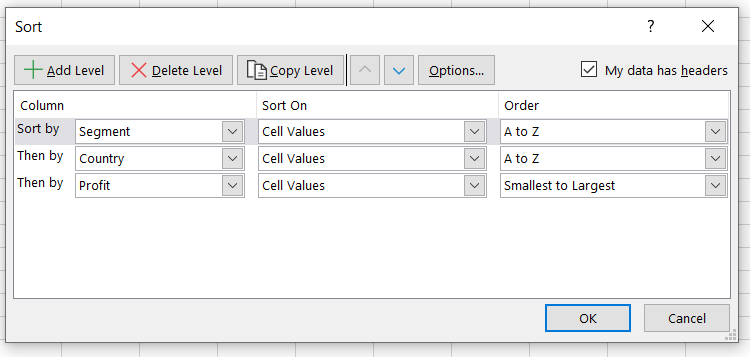 Sort ?
Add Level Delete Level Copy Level Options... My data has headers
Column Sort On Order
Sort by Segment Cell Values A to Z
Then by Country Cell Values A to Z
Then by Profit Cell Values Smallest to Largest
OK Cancel